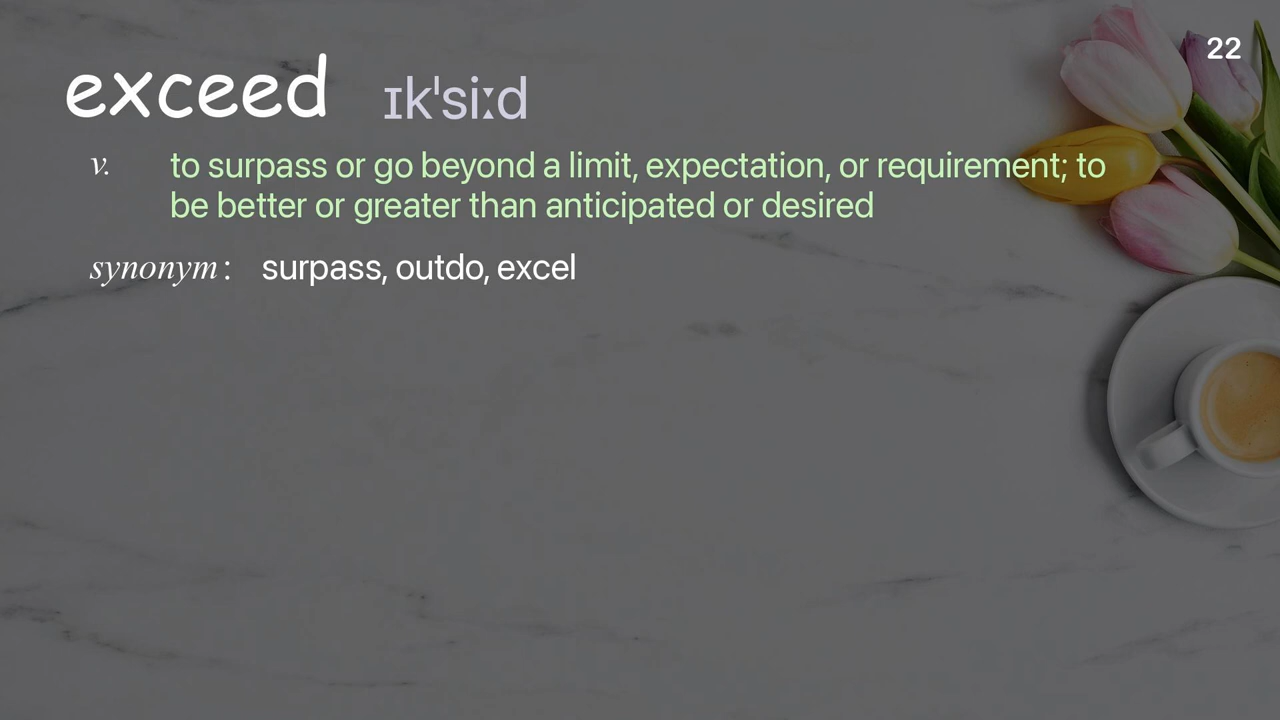 22
exceed ɪkˈsiːd
v. to surpass or go beyond a limit, expectation, or requirement; to
be better or greater than anticipated or desired
synonym: surpass, outdo, excel